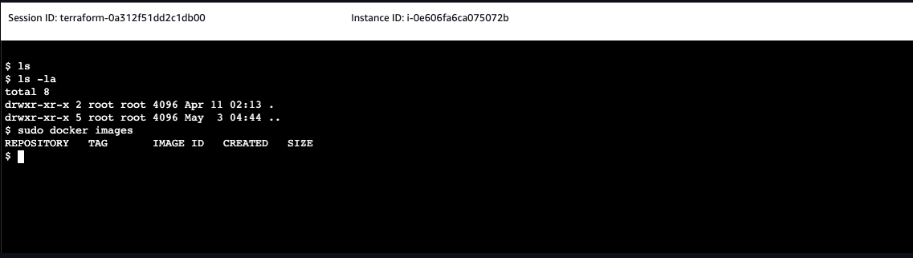 Session ID: terraform-0a312f51dd2c1db00 Instance ID: i-0e606fa6ca075072b
$ ls
$ ls -la
total 8
drwxr-xr-x 2 root root 4096 Apr 11 02:13 .
drwxr-xr-x 5 root root 4096 May  3 04:44 ..
$ sudo docker images
REPOSITORY   TAG       IMAGE ID   CREATED   SIZE
$